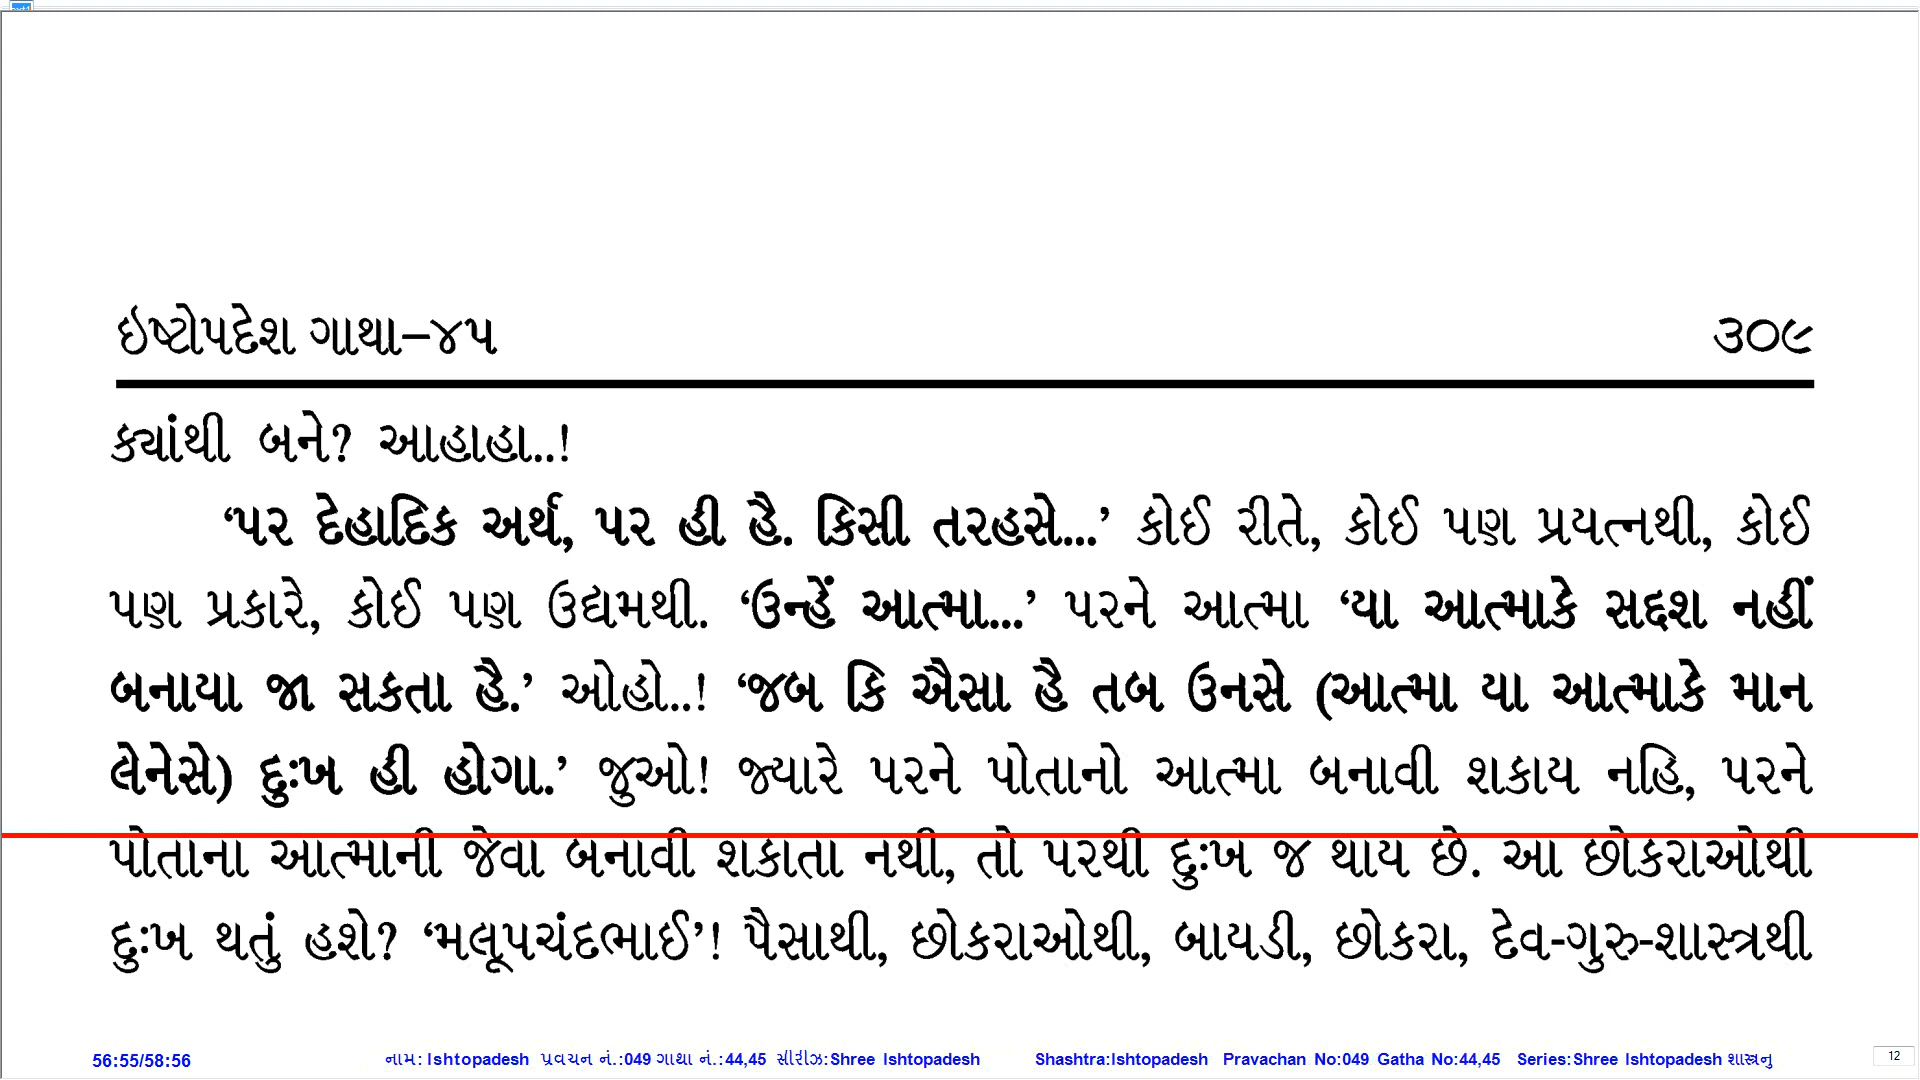 ઇષ્ટોપદેશ ગાથા–૪૫ ૩૦૯
ક્યાંથી બને? આહાહા..!
‘પર દેહાદિક અર્થ, પર હી હૈ. કિસી તરહસે...’ કોઈ રીતે, કોઈ પણ પ્રયત્નથી, કોઈ
પણ પ્રકારે, કોઈ પણ ઉદ્યમથી. ‘ઉન્હેં આત્મા...’ પરને આત્મા ‘યા આત્માકે સદ્દશ નહીં
બનાયા જા સકતા હૈ.’ ઓહો..! ‘જબ કિ ઐસા હૈ તબ ઉનસે (આત્મા યા આત્માકે માન
લેનેસે) દુઃખ હી હોગા.’ જુઓ! જ્યારે પરને પોતાનો આત્મા બનાવી શકાય નહિ, પરને
પોતાના આત્માની જેવા બનાવી શકાતા નથી, તો પરથી દુઃખ જ થાય છે. આ છોકરાઓથી
દુઃખ થતું હશે? ‘મલૂપચંદભાઈ’! પૈસાથી, છોકરાઓથી, બાયડી, છોકરા, દેવ-ગુરુ-શાસ્ત્રથી
56:55/58:56 નામ: Ishtopadesh પ્રવચન નં.:049 ગાથા નં.:44,45 સીરીઝ:Shree Ishtopadesh Shashtra:Ishtopadesh Pravachan No:049 Gatha No:44,45 Series:Shree Ishtopadesh શાસ્ત્રનુ 12